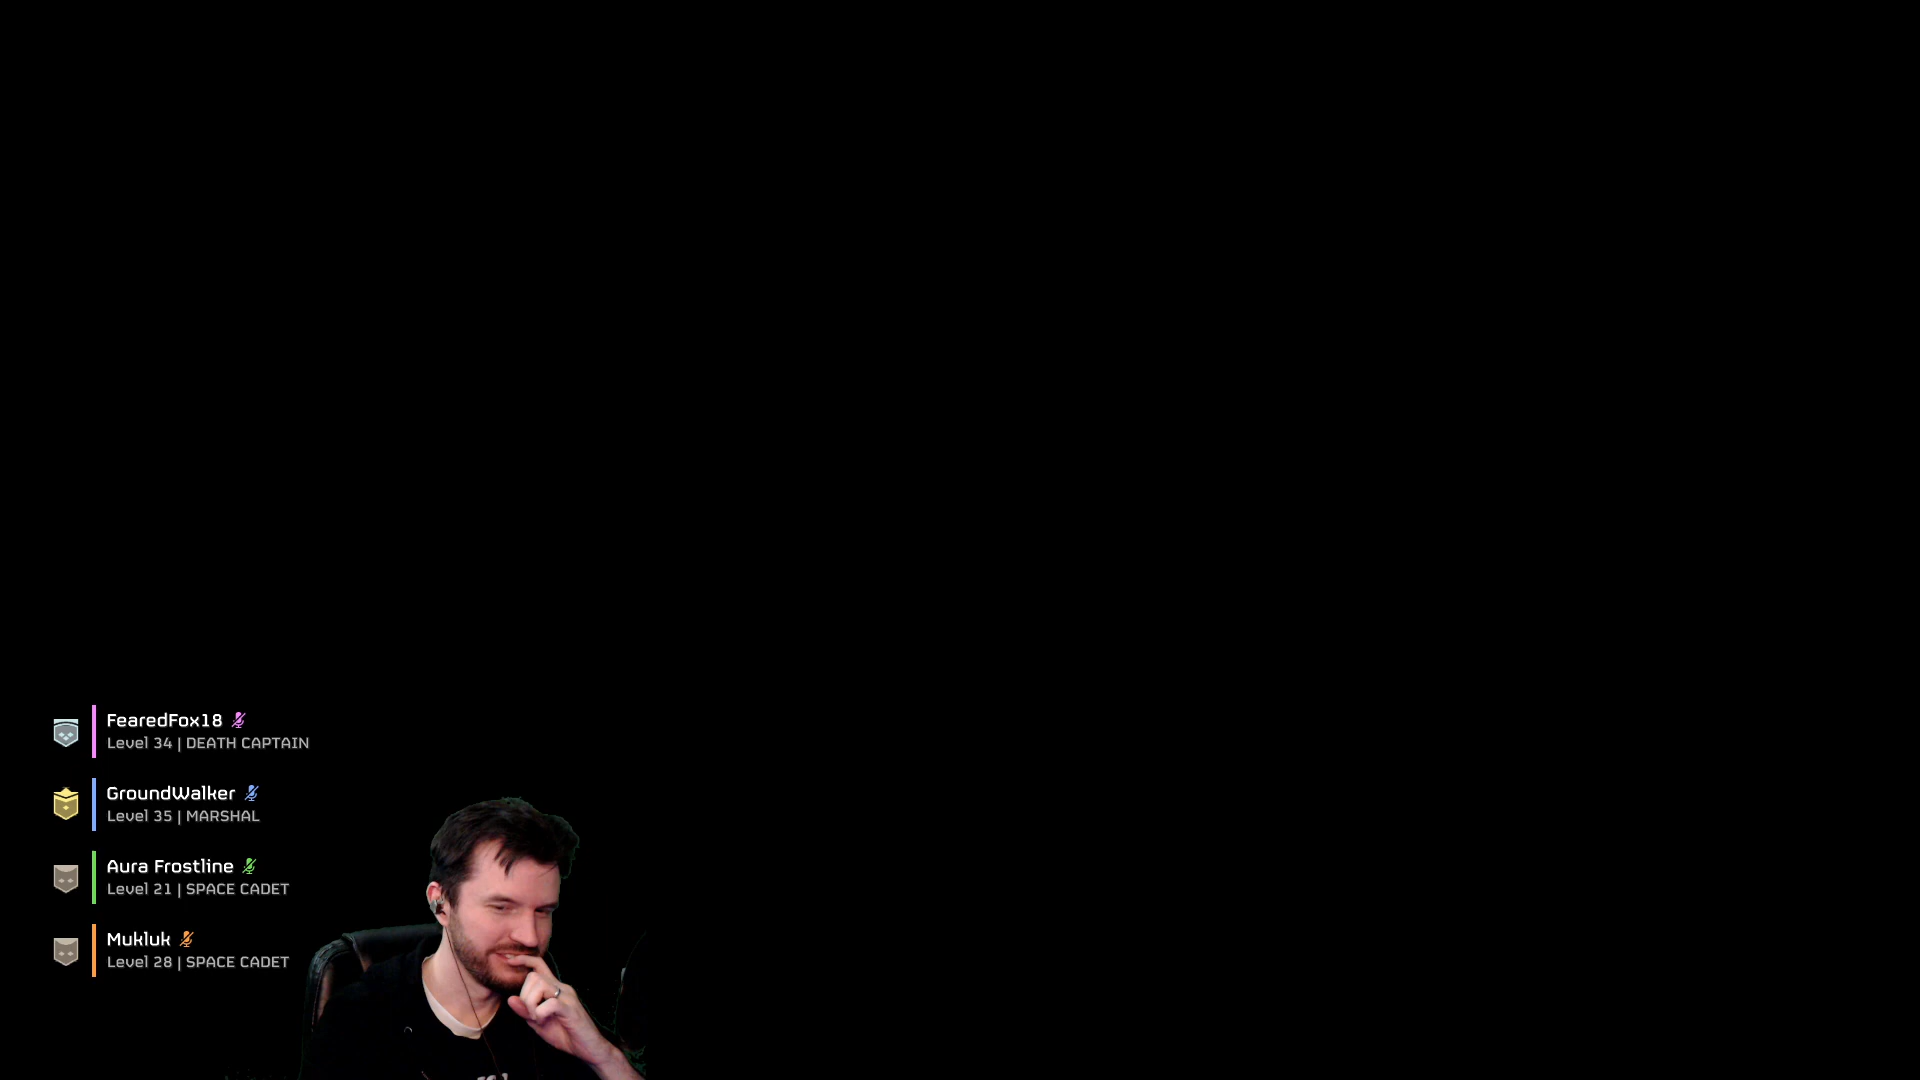 FearedFox18
Level 34 | DEATH CAPTAIN
GroundWalker
Level 35 | MARSHAL
Aura Frostline
Level 21 | SPACE CADET
Mukluk
Level 28 | SPACE CADET